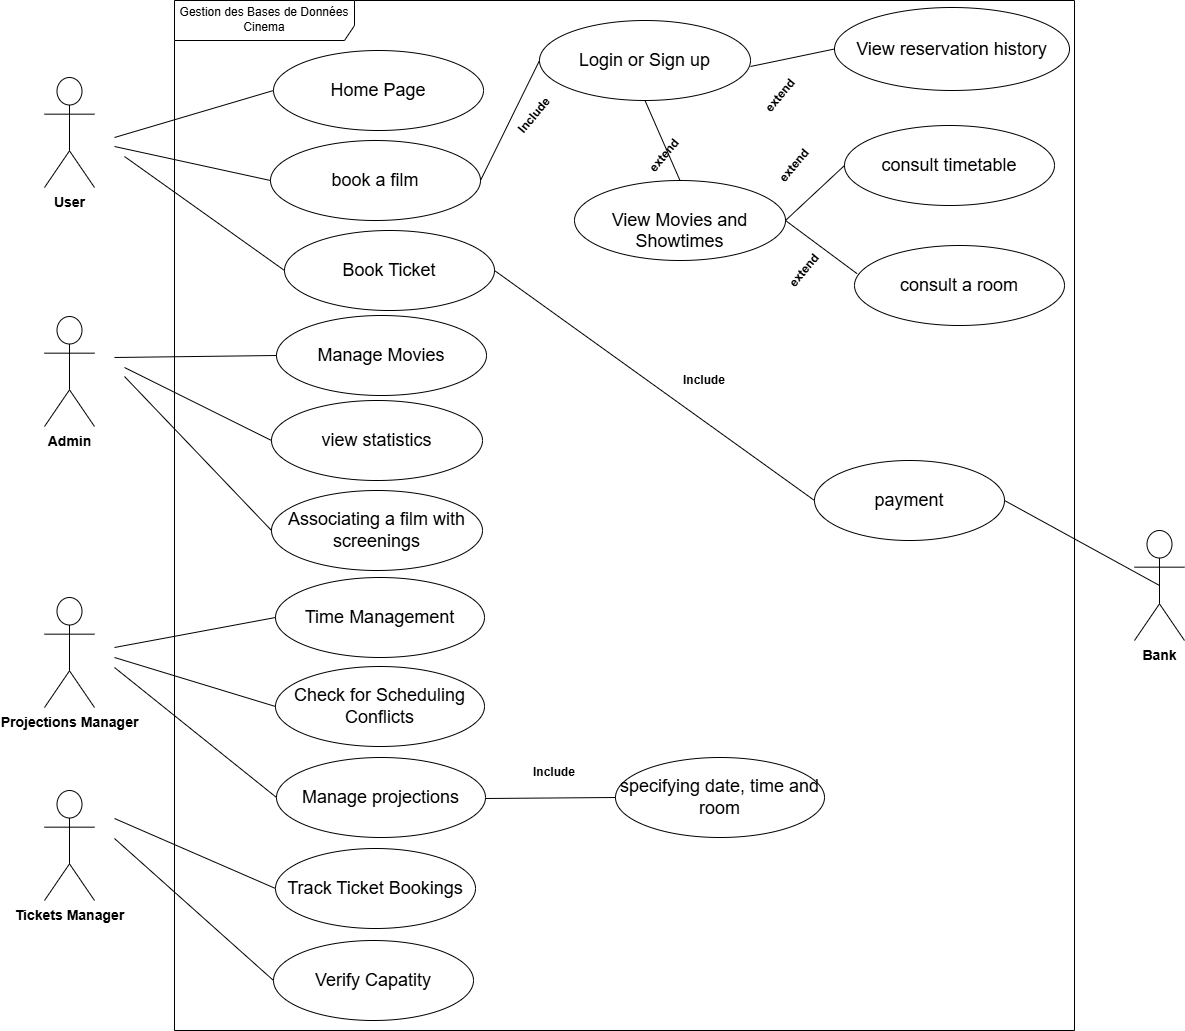 Gestion des Bases de Données
Cinema
Login or Sign up
View reservation history
extend
Home Page
Include
User
book a film
extend
extend
consult timetable
View Movies and
Showtimes
Book Ticket
extend
consult a room
Admin
Manage Movies
Include
view statistics
Associating a film with
screenings
payment
Bank
Projections Manager
Time Management
Check for Scheduling
Conflicts
Manage projections
Include
specifying date, time and
room
Tickets Manager
Track Ticket Bookings
Verify Capatity